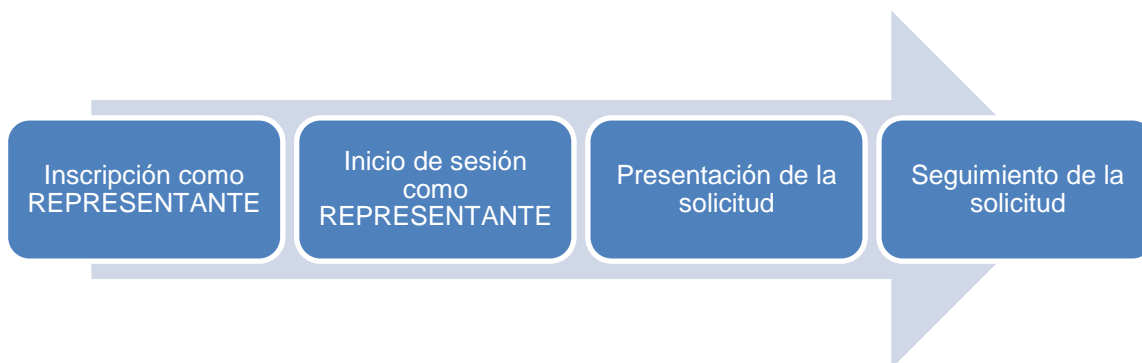 Inscripción como
REPRESENTANTE
Inicio de sesión
como
REPRESENTANTE
Presentación de la
solicitud
Seguimiento de la
solicitud